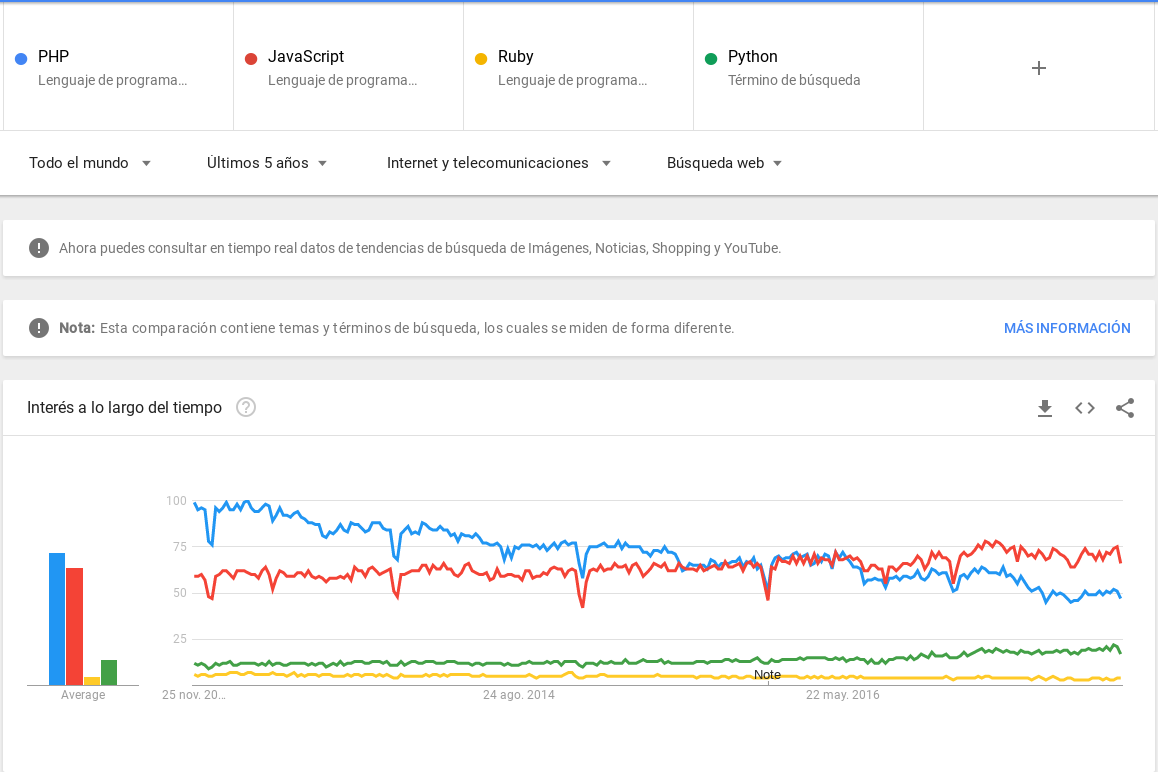 PHP
Lenguaje de programa...
JavaScript
Lenguaje de programa...
Ruby
Lenguaje de programa...
Python
Término de búsqueda
+
Todo el mundo
Últimos 5 años
Internet y telecomunicaciones
Búsqueda web
Ahora puedes consultar en tiempo real datos de tendencias de búsqueda de Imágenes, Noticias, Shopping y YouTube.
Nota: Esta comparación contiene temas y términos de búsqueda, los cuales se miden de forma diferente.
MÁS INFORMACIÓN
Interés a lo largo del tiempo
100
75
50
25
Note
Average
25 nov. 20...
24 ago. 2014
22 may. 2016